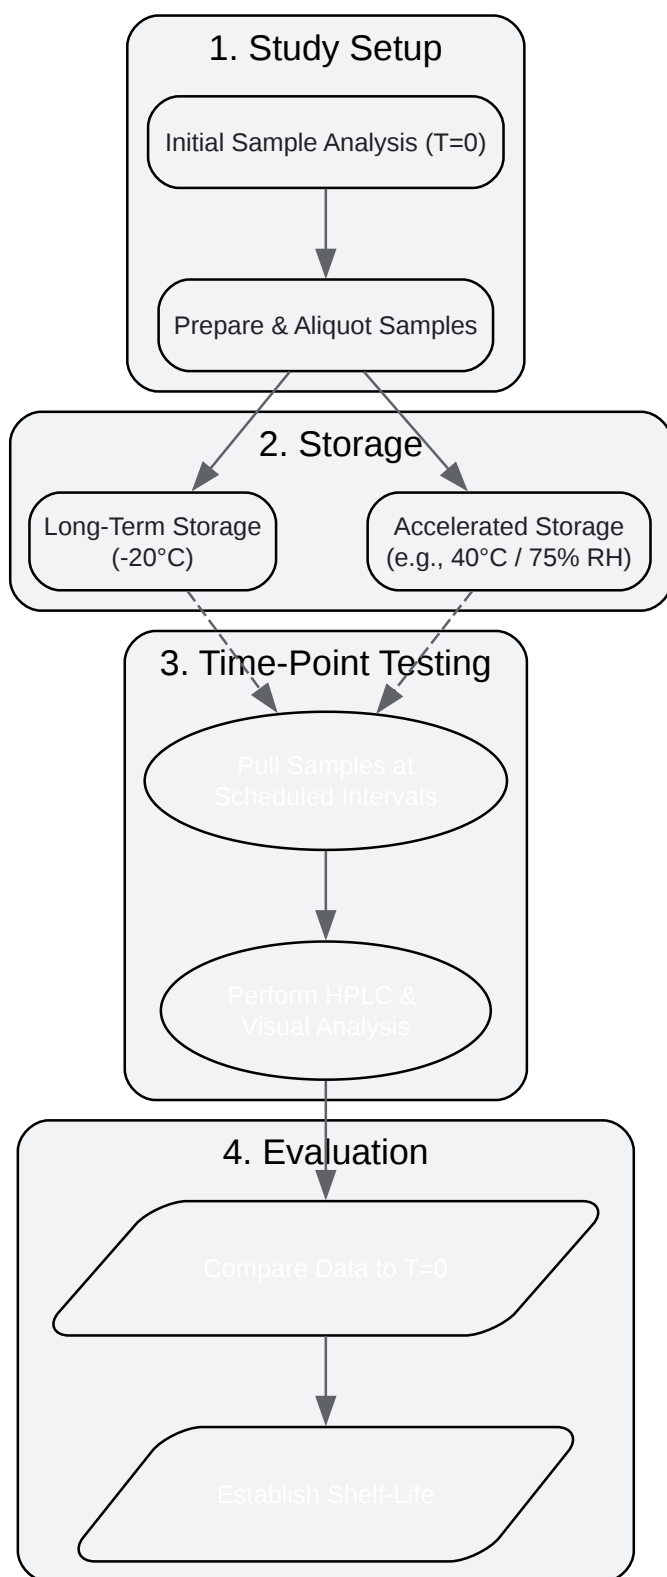 1. Study Setup
Initial Sample Analysis (T=0)
Prepare & Aliquot Samples
2. Storage
Long-Term Storage
(-20°C)
Accelerated Storage
(e.g., 40°C / 75% RH)
3. Time-Point Testing
Pull Samples at
Scheduled Intervals
Perform HPLC &
Visual Analysis
4. Evaluation
Compare Data to T=0
Establish Shelf-Life